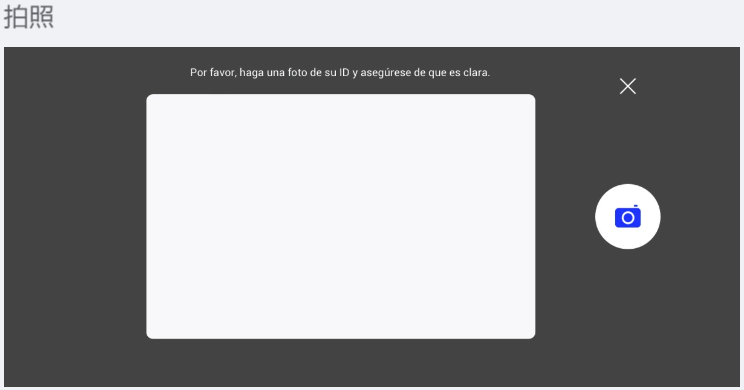 拍照
Por favor, haga una foto de su ID y asegúrese de que es clara.